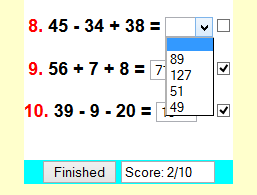 8. 45 - 34 + 38 =
89
127
51
49
9. 56 + 7 + 8 = 71
10. 39 - 9 - 20 =
Finished Score: 2/10